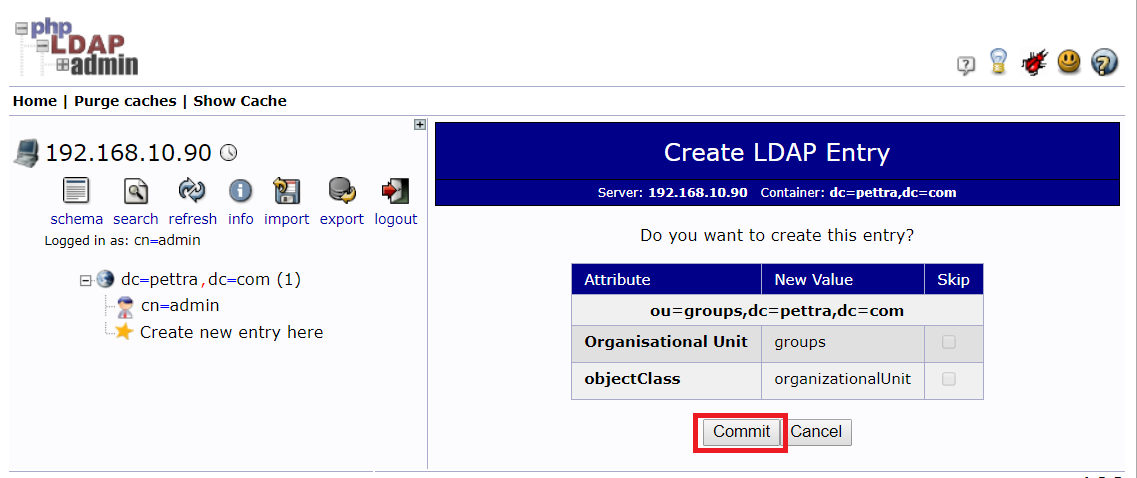 php
LDAP
admin
Home | Purge caches | Show Cache
192.168.10.90
schema search refresh info import export logout
Logged in as: cn=admin
dc=pettra,dc=com (1)
cn=admin
Create new entry here
Create LDAP Entry
Server: 192.168.10.90 Container: dc=pettra,dc=com
Do you want to create this entry?
Attribute New Value Skip
ou=groups,dc=pettra,dc=com
Organisational Unit groups
objectClass organizationalUnit
Commit Cancel